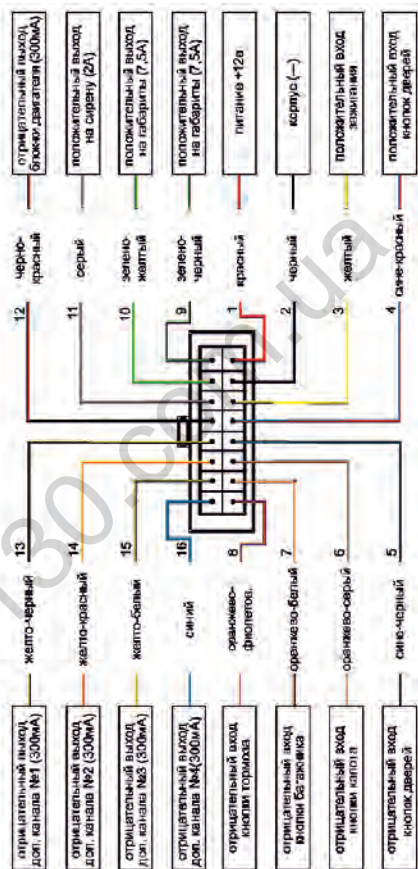 отрицательный выход
блокки двигателя (300мА)
черно-
красный
12
положительный выход
на сирену (2А)
серый
11
положительный выход
на габариты (7,5А)
зелено-
желтый
10
положительный выход
на габариты (7,5А)
зелено-
черный
9
питание +12в
красный
1
корпус (—)
черный
2
положительный вход
зажигания
желтый
3
положительный вход
кнопок дверей
сине-красный
4
13
желто-черный
отрицательный выход
доп. канала №1 (300мА)
14
желто-красный
отрицательный выход
доп. канала №2 (300мА)
15
желто-белый
отрицательный выход
доп. канала №3 (300мА)
16
синий
отрицательный выход
доп. канала №4(300мА)
8
оранжево-
фиолетов.
отрицательный вход
кнопки тормоза
7
оранжево-белый
отрицательный вход
кнопки багажника
6
оранжево-серый
отрицательный вход
кнопки капота
5
сине-черный
отрицательный вход
кнопок дверей
130.com.ua